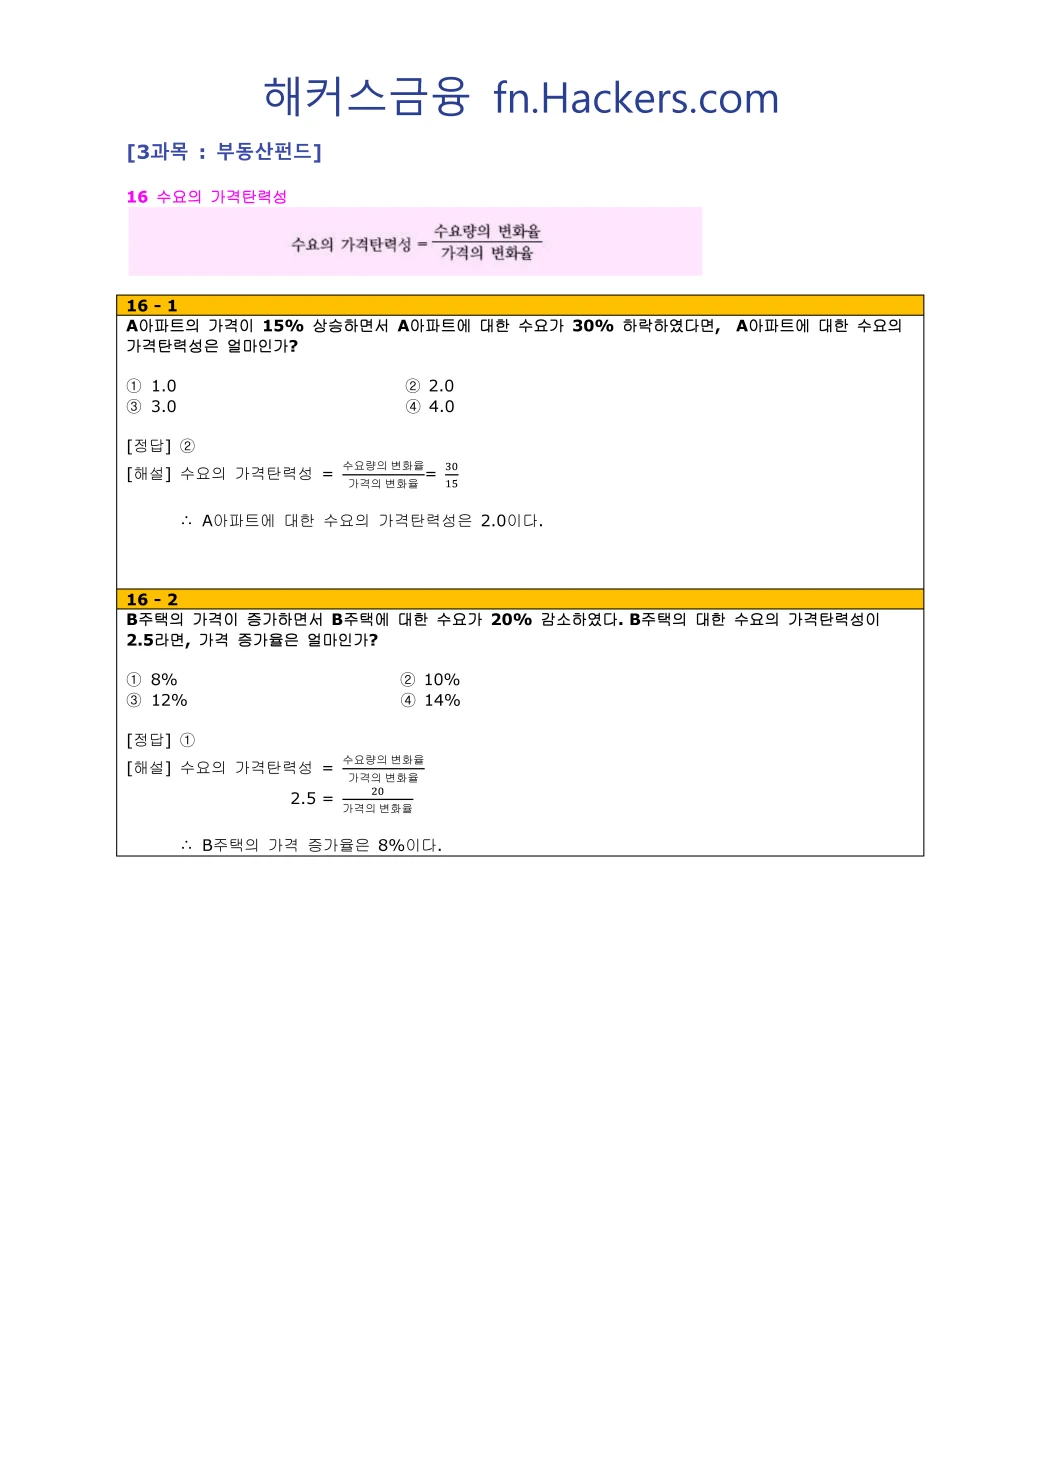 해커스금융 fn.Hackers.com
[3과목 : 부동산펀드]
16 수요의 가격탄력성
수요의 가격탄력성 = 수요량의 변화율 / 가격의 변화율
16 - 1
A아파트의 가격이 15% 상승하면서 A아파트에 대한 수요가 30% 하락하였다면, A아파트에 대한 수요의
가격탄력성은 얼마인가?
① 1.0 ② 2.0
③ 3.0 ④ 4.0
[정답] ②
[해설] 수요의 가격탄력성 = 수요량의 변화율 / 가격의 변화율 = 30 / 15
∴ A아파트에 대한 수요의 가격탄력성은 2.0이다.
16 - 2
B주택의 가격이 증가하면서 B주택에 대한 수요가 20% 감소하였다. B주택의 대한 수요의 가격탄력성이
2.5라면, 가격 증가율은 얼마인가?
① 8% ② 10%
③ 12% ④ 14%
[정답] ①
[해설] 수요의 가격탄력성 = 수요량의 변화율 / 가격의 변화율
2.5 = 20 / 가격의 변화율
∴ B주택의 가격 증가율은 8%이다.